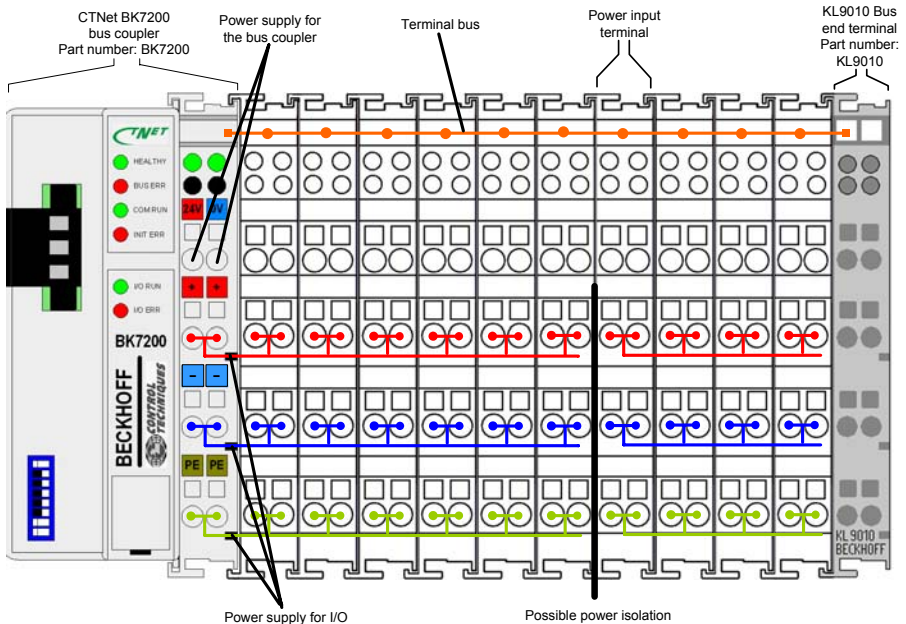 CTNet BK7200
bus coupler
Part number: BK7200
Power supply for
the bus coupler
Terminal bus
Power input
terminal
KL9010 Bus
end terminal
Part number:
KL9010
CTNET
HEALTHY
BUS ERR
COM RUN
INIT ERR
24V 0V
I/O RUN
I/O ERR
+ +
BK7200
- -
BECKHOFF
CONTROL
TECHNIQUES
PE PE
KL9010
BECKHOFF
Power supply for I/O
Possible power isolation